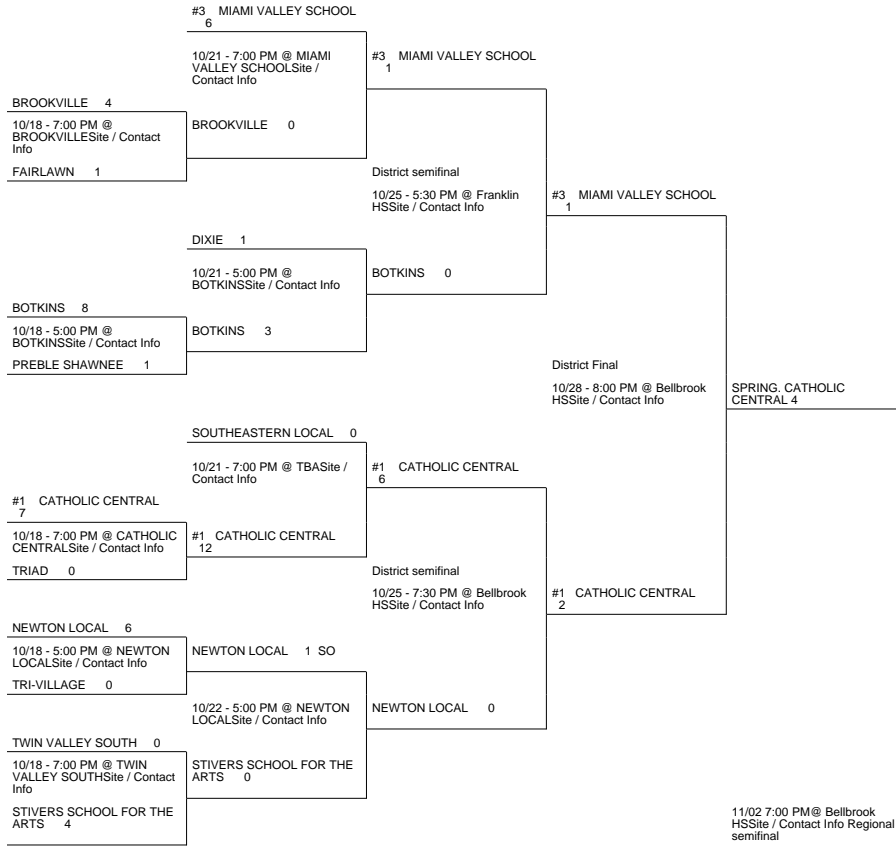 #3 MIAMI VALLEY SCHOOL
6
10/21 - 7:00 PM @ MIAMI
VALLEY SCHOOLSite /
Contact Info
#3 MIAMI VALLEY SCHOOL
1
BROOKVILLE 4
10/18 - 7:00 PM @
BROOKVILLESite / Contact
Info
FAIRLAWN 1
BROOKVILLE 0
District semifinal
10/25 - 5:30 PM @ Franklin
HSSite / Contact Info
#3 MIAMI VALLEY SCHOOL
1
DIXIE 1
10/21 - 5:00 PM @
BOTKINSSite / Contact Info
BOTKINS 0
BOTKINS 8
10/18 - 5:00 PM @
BOTKINSSite / Contact Info
PREBLE SHAWNEE 1
BOTKINS 3
District Final
10/28 - 8:00 PM @ Bellbrook
HSSite / Contact Info
SPRING. CATHOLIC
CENTRAL 4
SOUTHEASTERN LOCAL 0
10/21 - 7:00 PM @ TBASite /
Contact Info
#1 CATHOLIC CENTRAL
6
#1 CATHOLIC CENTRAL
7
10/18 - 7:00 PM @ CATHOLIC
CENTRALSite / Contact Info
TRIAD 0
#1 CATHOLIC CENTRAL
12
District semifinal
10/25 - 7:30 PM @ Bellbrook
HSSite / Contact Info
#1 CATHOLIC CENTRAL
2
NEWTON LOCAL 6
10/18 - 5:00 PM @ NEWTON
LOCALSite / Contact Info
TRI-VILLAGE 0
NEWTON LOCAL 1 SO
10/22 - 5:00 PM @ NEWTON
LOCALSite / Contact Info
NEWTON LOCAL 0
TWIN VALLEY SOUTH 0
10/18 - 7:00 PM @ TWIN
VALLEY SOUTHSite / Contact
Info
STIVERS SCHOOL FOR THE
ARTS 4
STIVERS SCHOOL FOR THE
ARTS 0
11/02 7:00 PM@ Bellbrook
HSSite / Contact Info Regional
semifinal